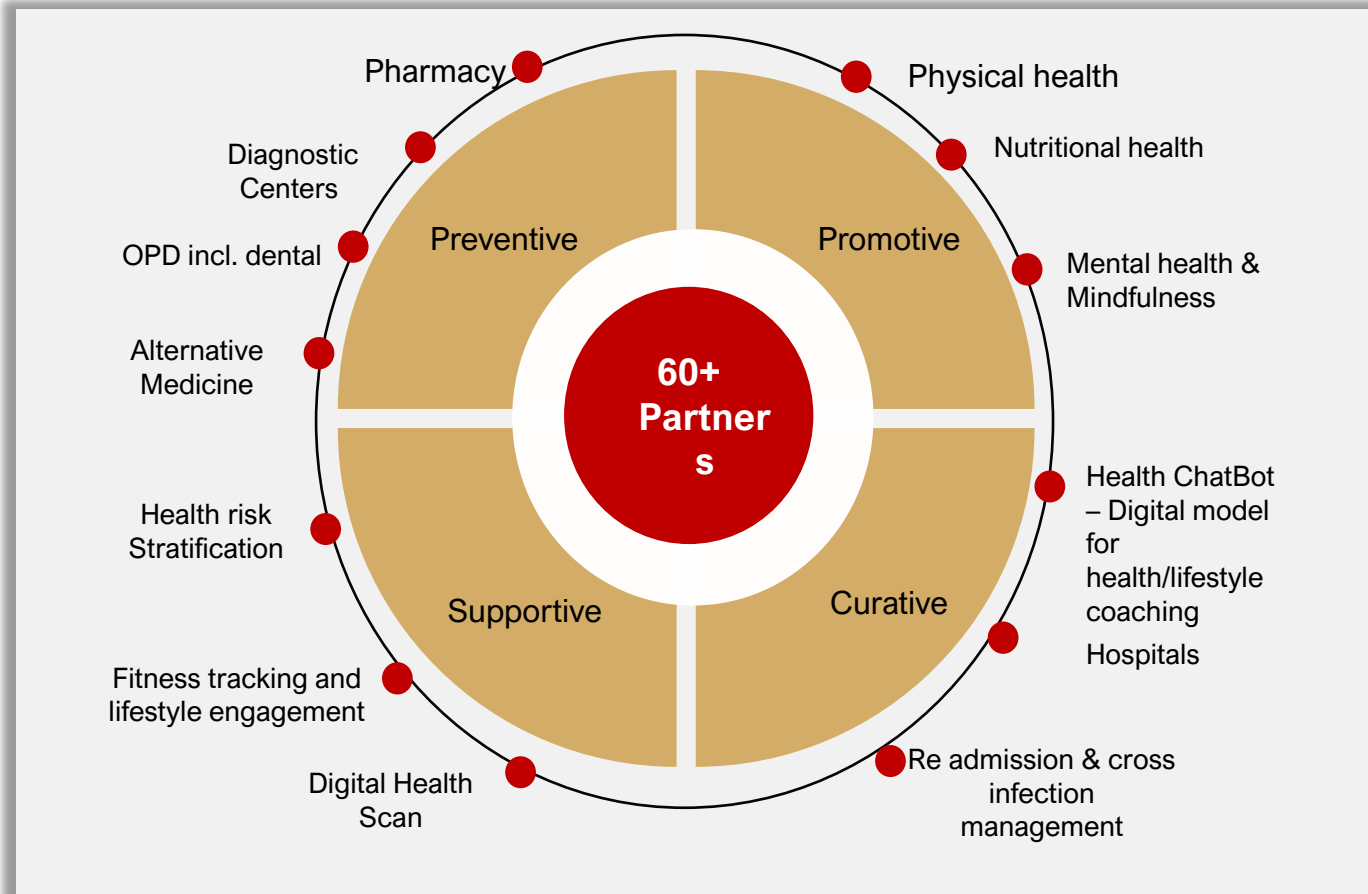 Pharmacy
Physical health
Diagnostic
Centers
Nutritional health
OPD incl. dental
Preventive
Promotive
Mental health &
Mindfulness
Alternative
Medicine
60+
Partner
s
Health risk
Stratification
Health ChatBot
– Digital model
for
health/lifestyle
coaching
Supportive
Curative
Hospitals
Fitness tracking and
lifestyle engagement
Digital Health
Scan
Re admission & cross
infection
management